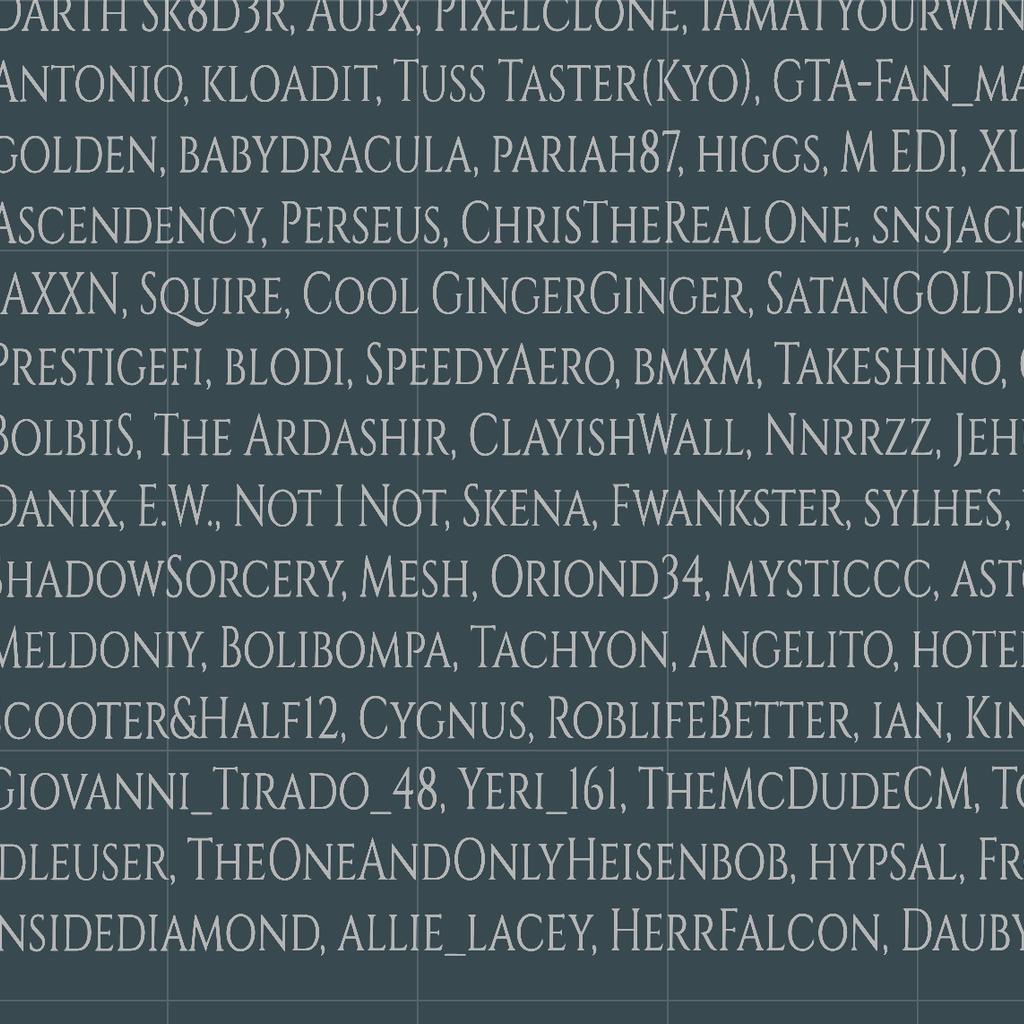 DARTH SK8D3R, AUPX, PIXELCLONE, IAMATYOURWIN
ANTONIO, KLOADIT, TUSS TASTER(KYO), GTA-FAN_MA
GOLDEN, BABYDRACULA, PARIAH87, HIGGS, M EDI, XL
ASCENDENCY, PERSEUS, CHRISTHEREALONE, SNSJACK
AXXN, SQUIRE, COOL GINGERGINGER, SATANGOLD!
PRESTIGEFI, BLODI, SPEEDYAERO, BMXM, TAKESHINO,
BOLBIIS, THE ARDASHIR, CLAYISHWALL, NNRRZZ, JEH
DANIX, E.W., NOT I NOT, SKENA, FWANKSTER, SYLHES,
SHADOWSORCERY, MESH, ORIOND34, MYSTICCC, AST
MELDONIY, BOLIBOMPA, TACHYON, ANGELITO, HOTE
SCOOTER&HALF12, CYGNUS, ROBLIFEBETTER, IAN, KIN
GIOVANNI_TIRADO_48, YERI_161, THEMCDUDECM, TO
DLEUSER, THEONEANDONLYHEISENBOB, HYPSAL, FR
NSIDEDIAMOND, ALLIE_LACEY, HERRFALCON, DAUBY